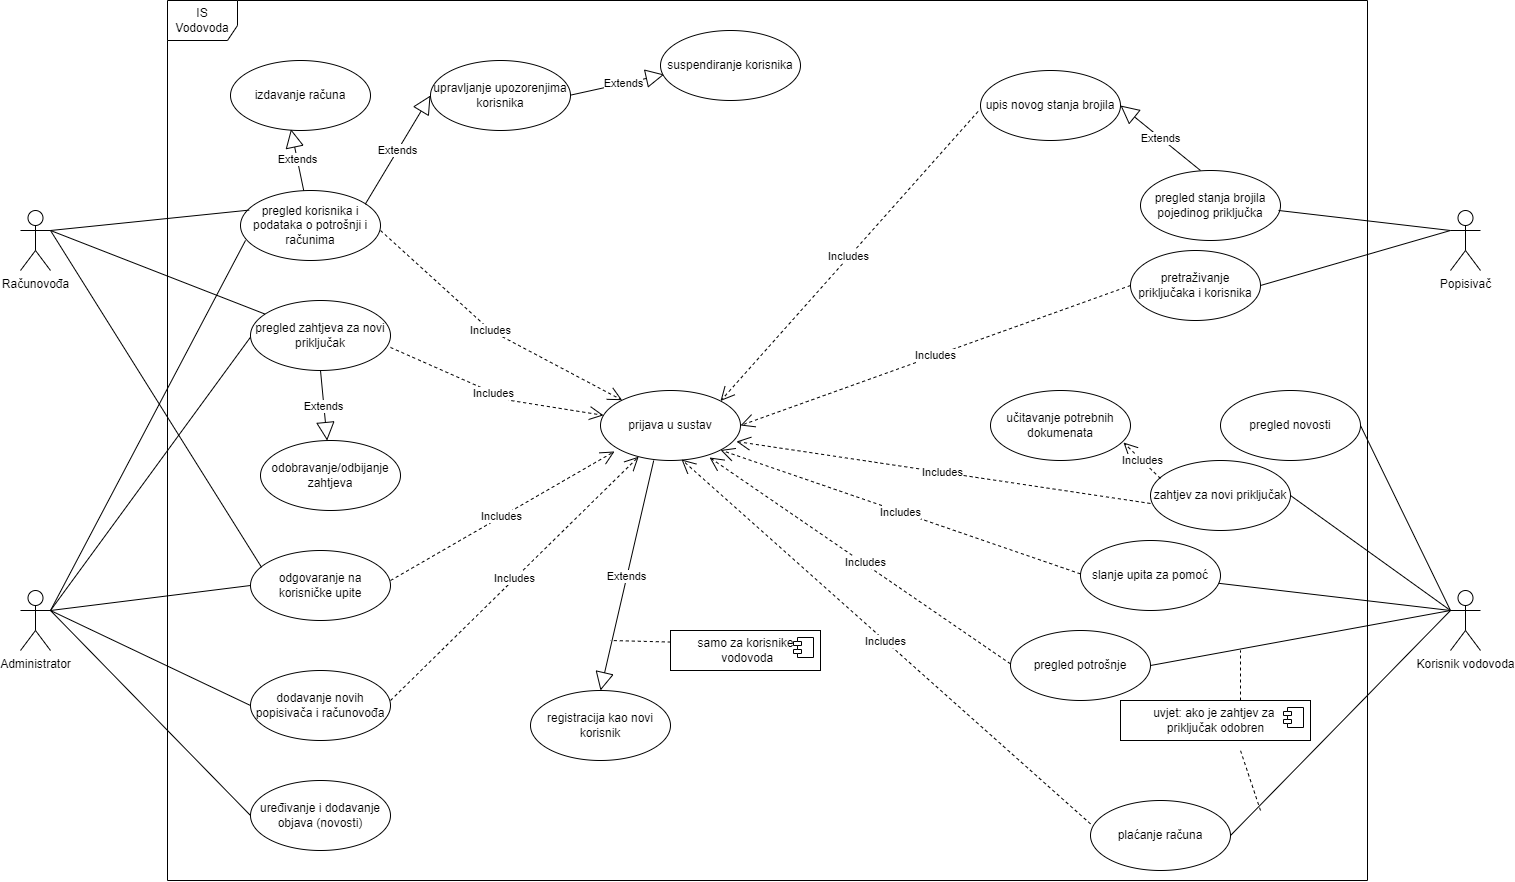 IS
Vodovoda
suspendiranje korisnika
izdavanje računa
upravljanje upozorenjima
korisnika
Extends
upis novog stanja brojila
Extends
Extends
Extends
pregled korisnika i
podataka o potrošnji i
računima
pregled stanja brojila
pojedinog priključka
Računovođa
Popisivač
Includes
pretraživanje
priključaka i korisnika
pregled zahtjeva za novi
priključak
Includes
Includes
Includes
Extends
prijava u sustav
učitavanje potrebnih
dokumenata
pregled novosti
odobravanje/odbijanje
zahtjeva
Includes
Includes
zahtjev za novi priključak
Includes
Includes
odgovaranje na
korisničke upite
Includes
Extends
Includes
slanje upita za pomoć
Administrator
Korisnik vodovoda
samo za korisnike
vodovoda
Includes
pregled potrošnje
dodavanje novih
popisivača i računovođa
registracija kao novi
korisnik
uvjet: ako je zahtjev za
priključak odobren
uređivanje i dodavanje
objava (novosti)
plaćanje računa